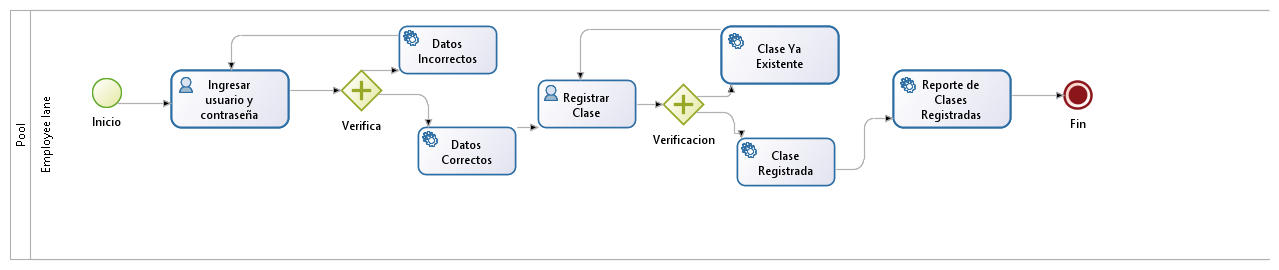 Pool
Employee lane
Inicio
Ingresar
usuario y
contraseña
Verifica
Datos
Incorrectos
Datos
Correctos
Registrar
Clase
Verificacion
Clase Ya
Existente
Clase
Registrada
Reporte de
Clases
Registradas
Fin